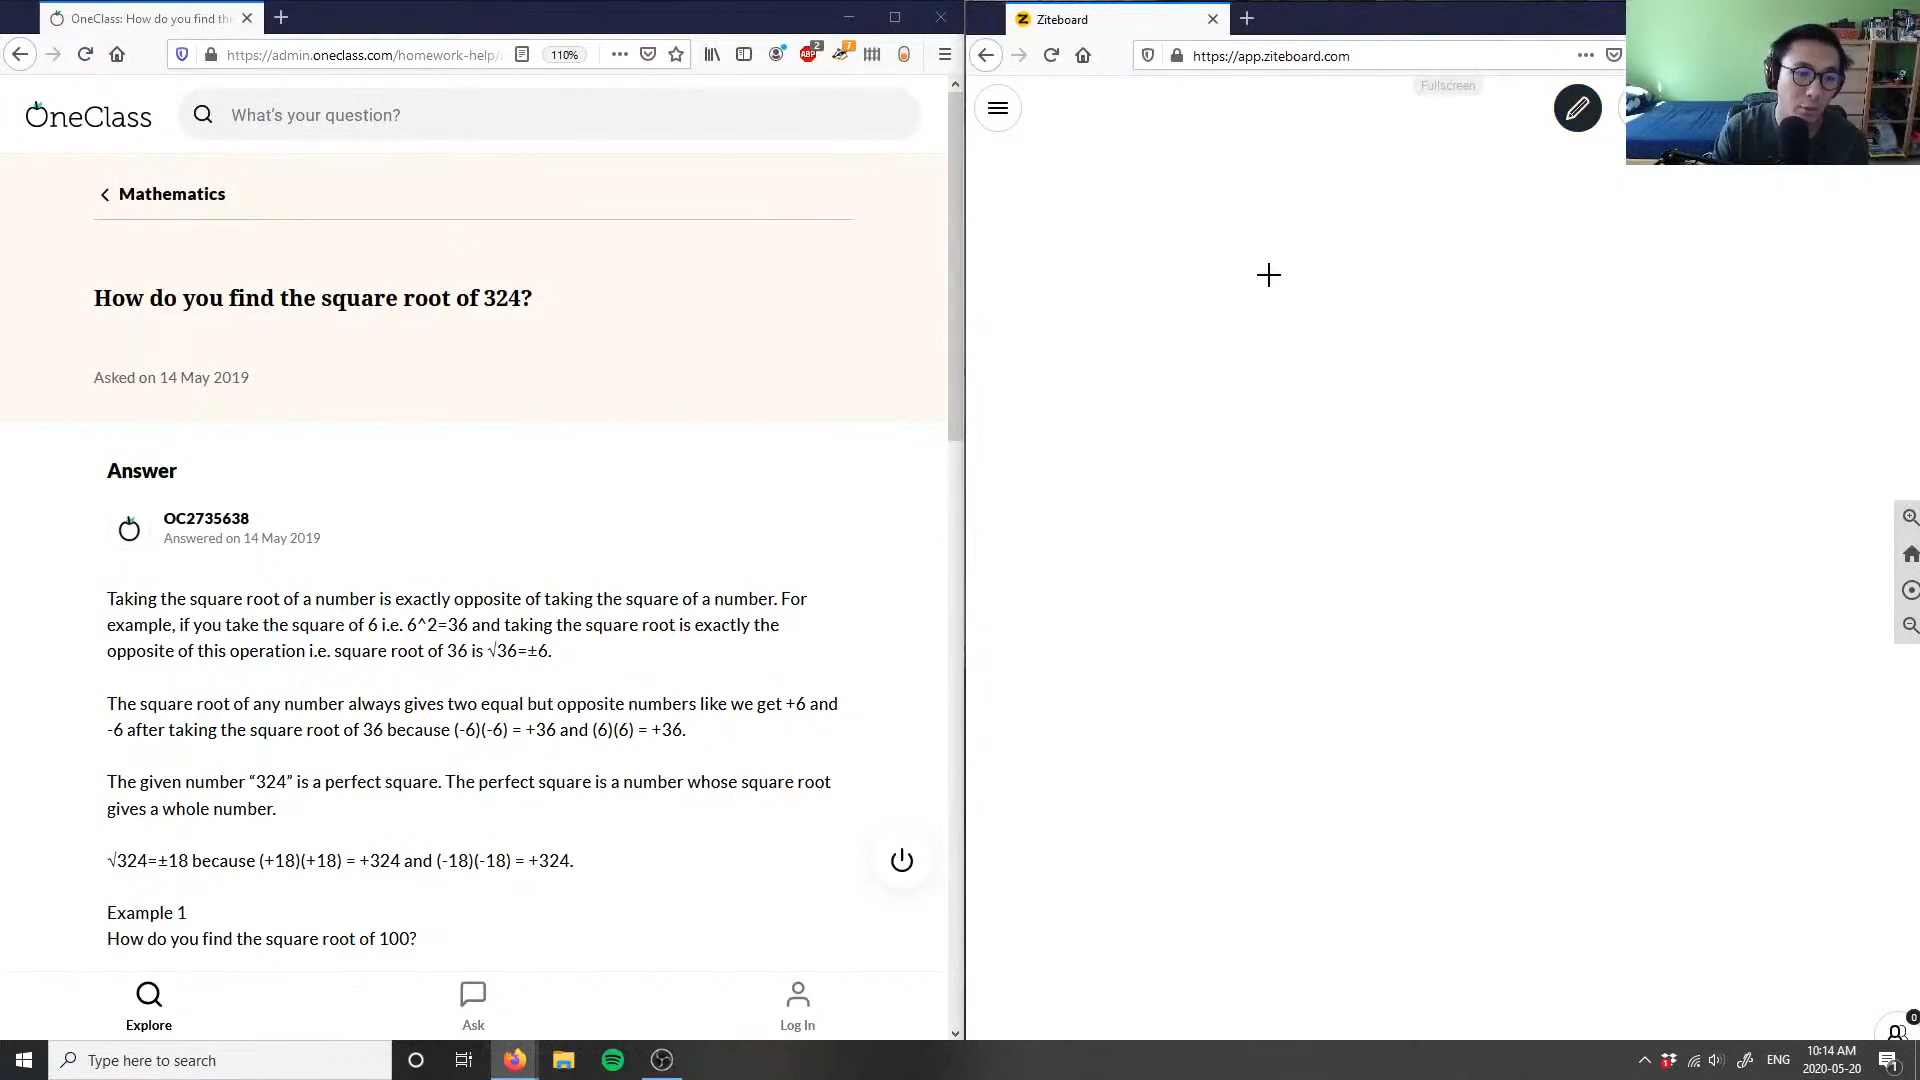 OneClass: How do you find the
https://admin.oneclass.com/homework-help/
110%
ABP
2
7
OneClass
What's your question?
Mathematics
How do you find the square root of 324?
Asked on 14 May 2019
Answer
OC2735638
Answered on 14 May 2019
Taking the square root of a number is exactly opposite of taking the square of a number. For
example, if you take the square of 6 i.e. 6^2=36 and taking the square root is exactly the
opposite of this operation i.e. square root of 36 is √36=±6.
The square root of any number always gives two equal but opposite numbers like we get +6 and
-6 after taking the square root of 36 because (-6)(-6) = +36 and (6)(6) = +36.
The given number “324” is a perfect square. The perfect square is a number whose square root
gives a whole number.
√324=±18 because (+18)(+18) = +324 and (-18)(-18) = +324.
Example 1
How do you find the square root of 100?
Explore
Ask
Log In
Ziteboard
https://app.ziteboard.com
Fullscreen
0
Type here to search
ENG
10:14 AM
2020-05-20
1